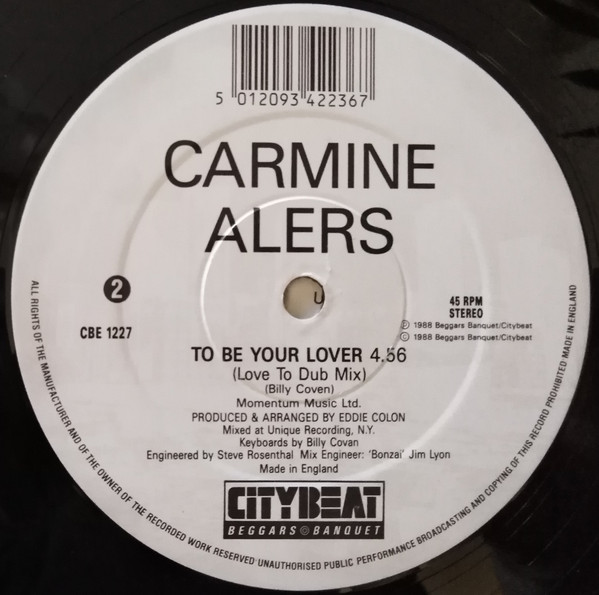 5 012093 422367
CARMINE
ALERS
2
CBE 1227
45 RPM
STEREO
Ⓟ 1988 Beggars Banquet/Citybeat
© 1988 Beggars Banquet/Citybeat
U
TO BE YOUR LOVER 4.56
(Love To Dub Mix)
(Billy Coven)
Momentum Music Ltd.
PRODUCED & ARRANGED BY EDDIE COLON
Mixed at Unique Recording, N.Y.
Keyboards by Billy Covan
Engineered by Steve Rosenthal Mix Engineer: 'Bonzai' Jim Lyon
Made in England
CITYBEAT
BEGGARS BANQUET
ALL RIGHTS OF THE MANUFACTURER AND OF THE OWNER OF THE RECORDED WORK RESERVED UNAUTHORISED PUBLIC PERFORMANCE BROADCASTING AND COPYING OF THIS RECORD PROHIBITED MADE IN ENGLAND